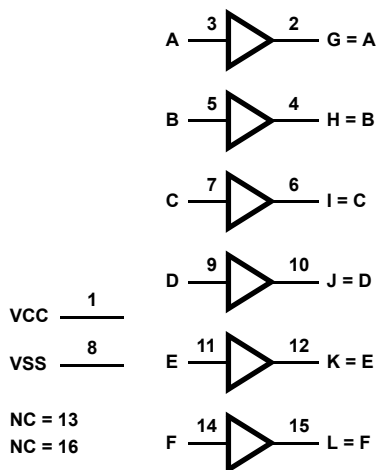 A 3 2 G = A
B 5 4 H = B
C 7 6 I = C
D 9 10 J = D
VCC 1
VSS 8
E 11 12 K = E
NC = 13
NC = 16
F 14 15 L = F